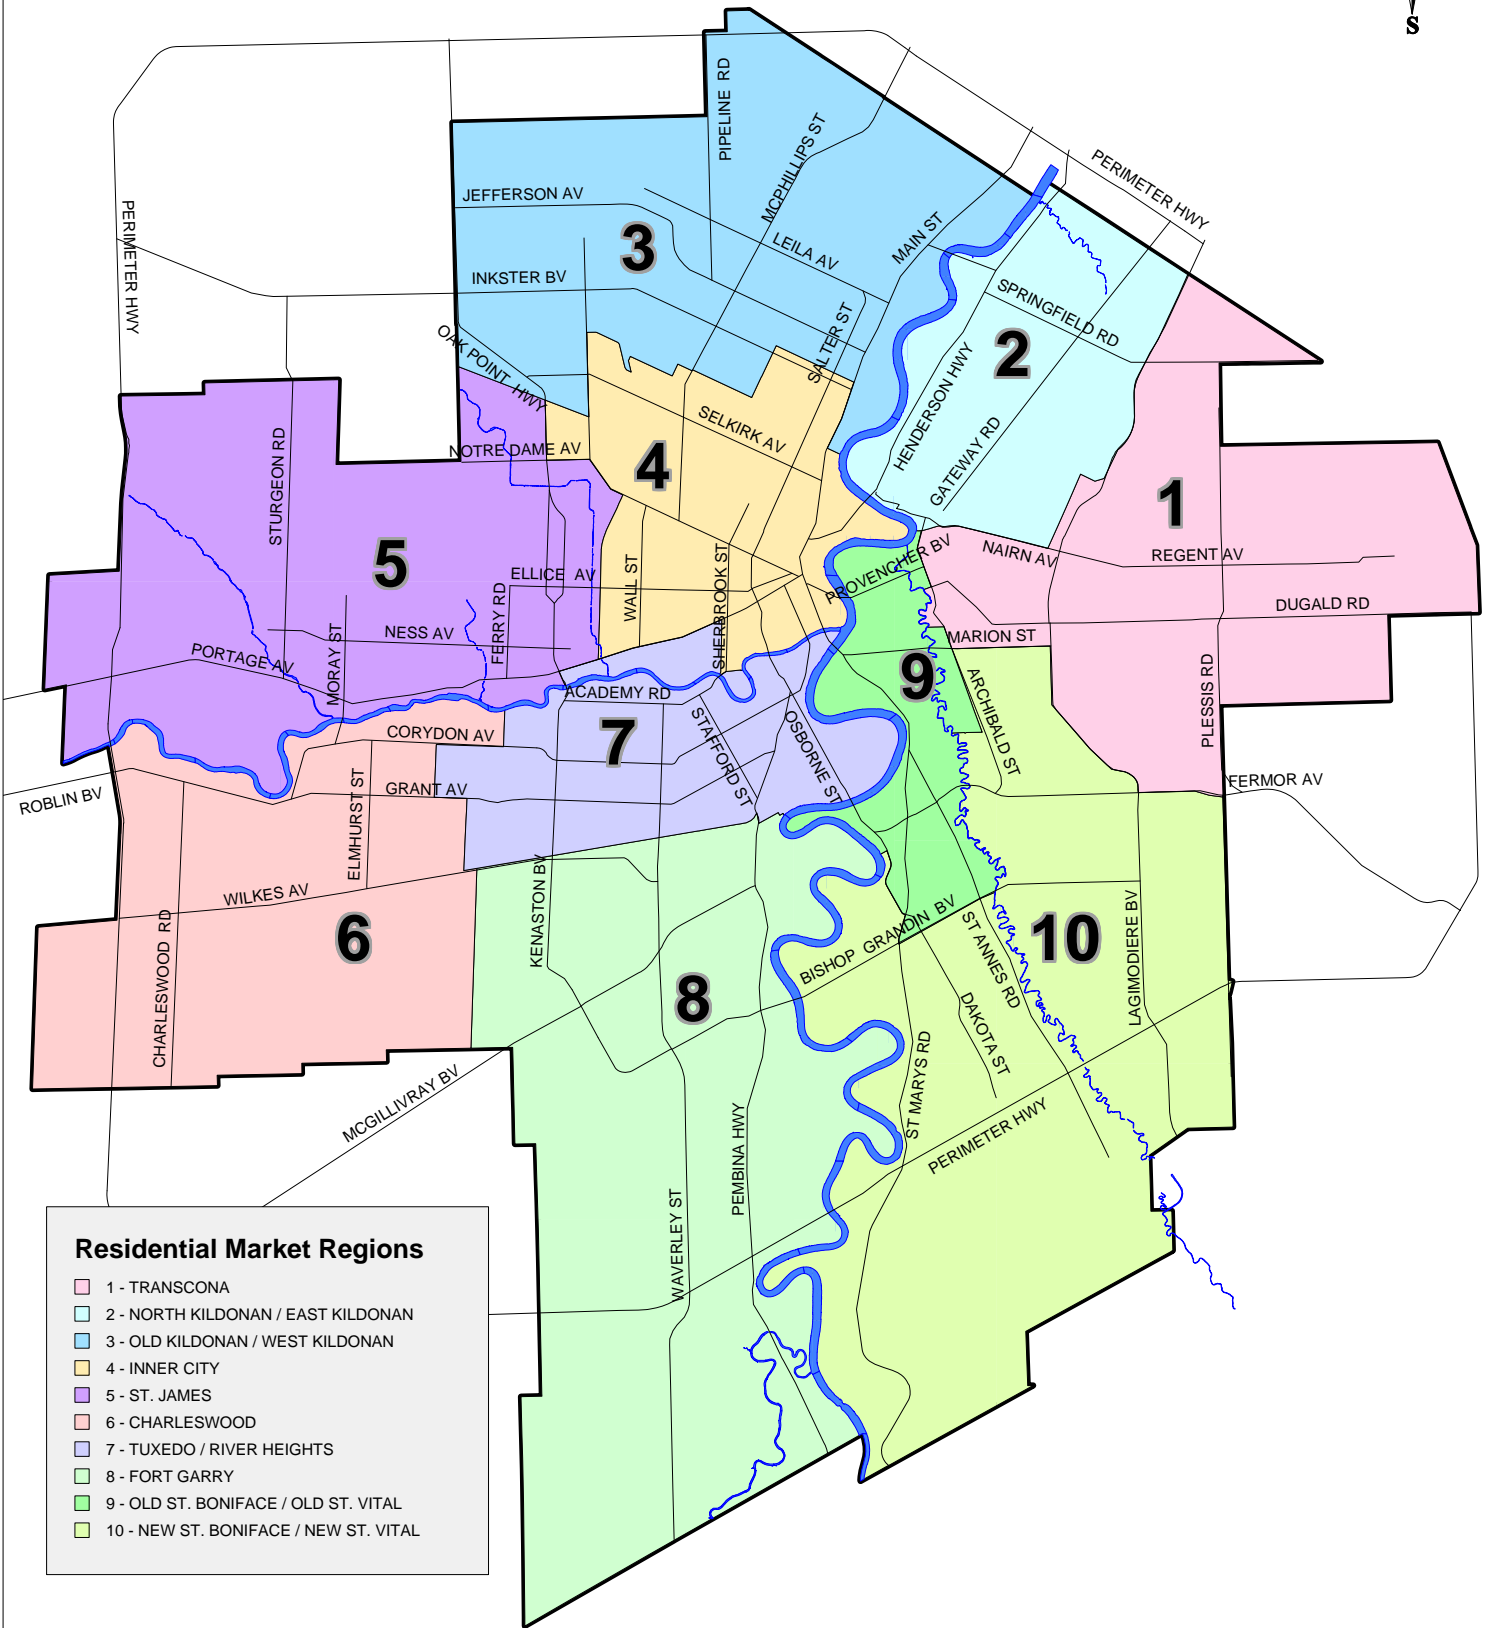 S
PIPELINE RD
MCPHILLIPS ST
PERIMETER HWY
JEFFERSON AV
PERIMETER HWY
3
LEILA AV
MAIN ST
INKSTER BV
SPRINGFIELD RD
OAK POINT HWY
SALTER ST
2
HENDERSON HWY
SELKIRK AV
NOTRE DAME AV
GATEWAY RD
4
STURGEON RD
1
5
PROVENCHER BV
NAIRN AV
REGENT AV
ELLICE AV
WALL ST
SHERBROOK ST
DUGALD RD
FERRY RD
NESS AV
MARION ST
PORTAGE AV
MORAY ST
9
ARCHIBALD ST
PLESSIS RD
ACADEMY RD
STAFFORD ST
OSBORNE ST
CORYDON AV
7
FERMOR AV
GRANT AV
ROBLIN BV
ELMHURST ST
WILKES AV
KENASTON BV
LAGIMODIERE BV
CHARLESWOOD RD
6
BISHOP GRANDIN BV
ST ANNES RD
10
8
DAKOTA ST
ST MARYS RD
MCGILLIVRAY BV
PEMBINA HWY
PERIMETER HWY
WAVERLEY ST
Residential Market Regions
1 - TRANSCONA
2 - NORTH KILDONAN / EAST KILDONAN
3 - OLD KILDONAN / WEST KILDONAN
4 - INNER CITY
5 - ST. JAMES
6 - CHARLESWOOD
7 - TUXEDO / RIVER HEIGHTS
8 - FORT GARRY
9 - OLD ST. BONIFACE / OLD ST. VITAL
10 - NEW ST. BONIFACE / NEW ST. VITAL